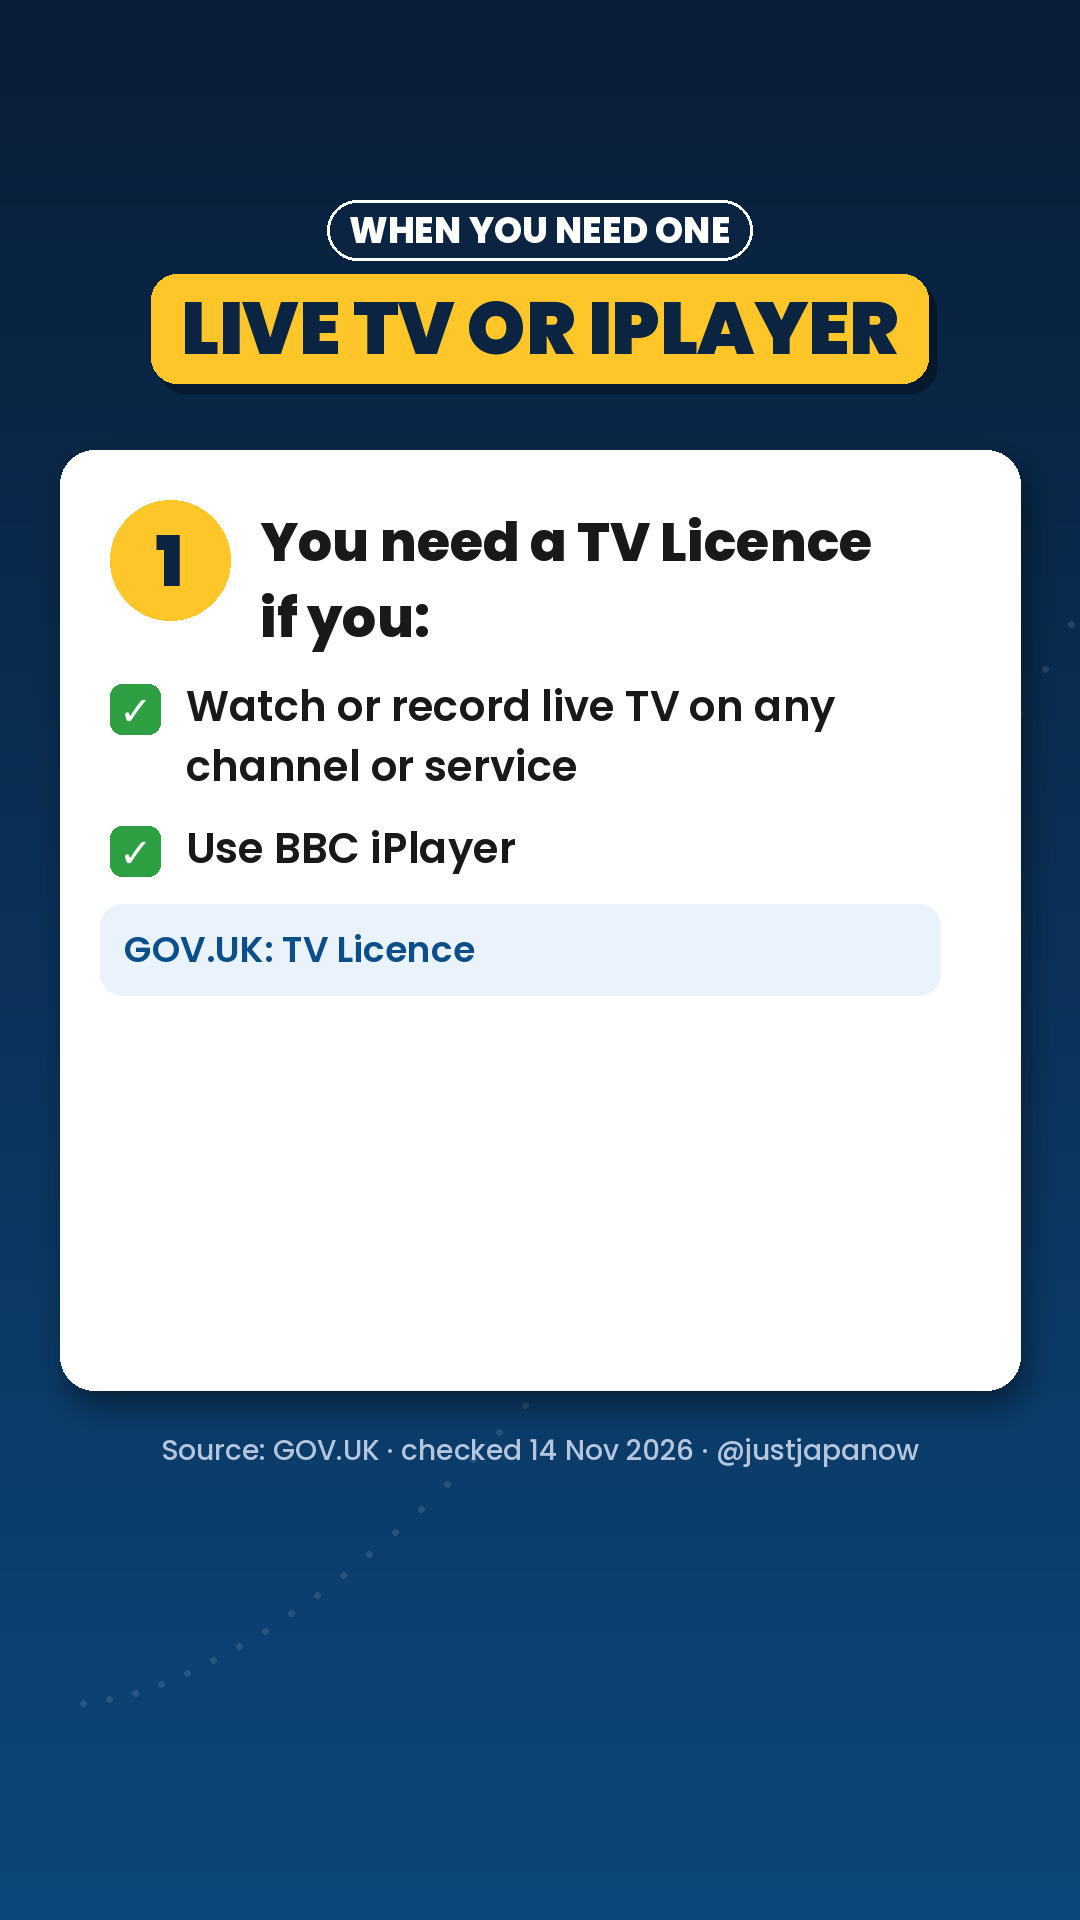 WHEN YOU NEED ONE
LIVE TV OR IPLAYER
1
You need a TV Licence
if you:
✓ Watch or record live TV on any
channel or service
✓ Use BBC iPlayer
GOV.UK: TV Licence
Source: GOV.UK · checked 14 Nov 2026 · @justjapanow